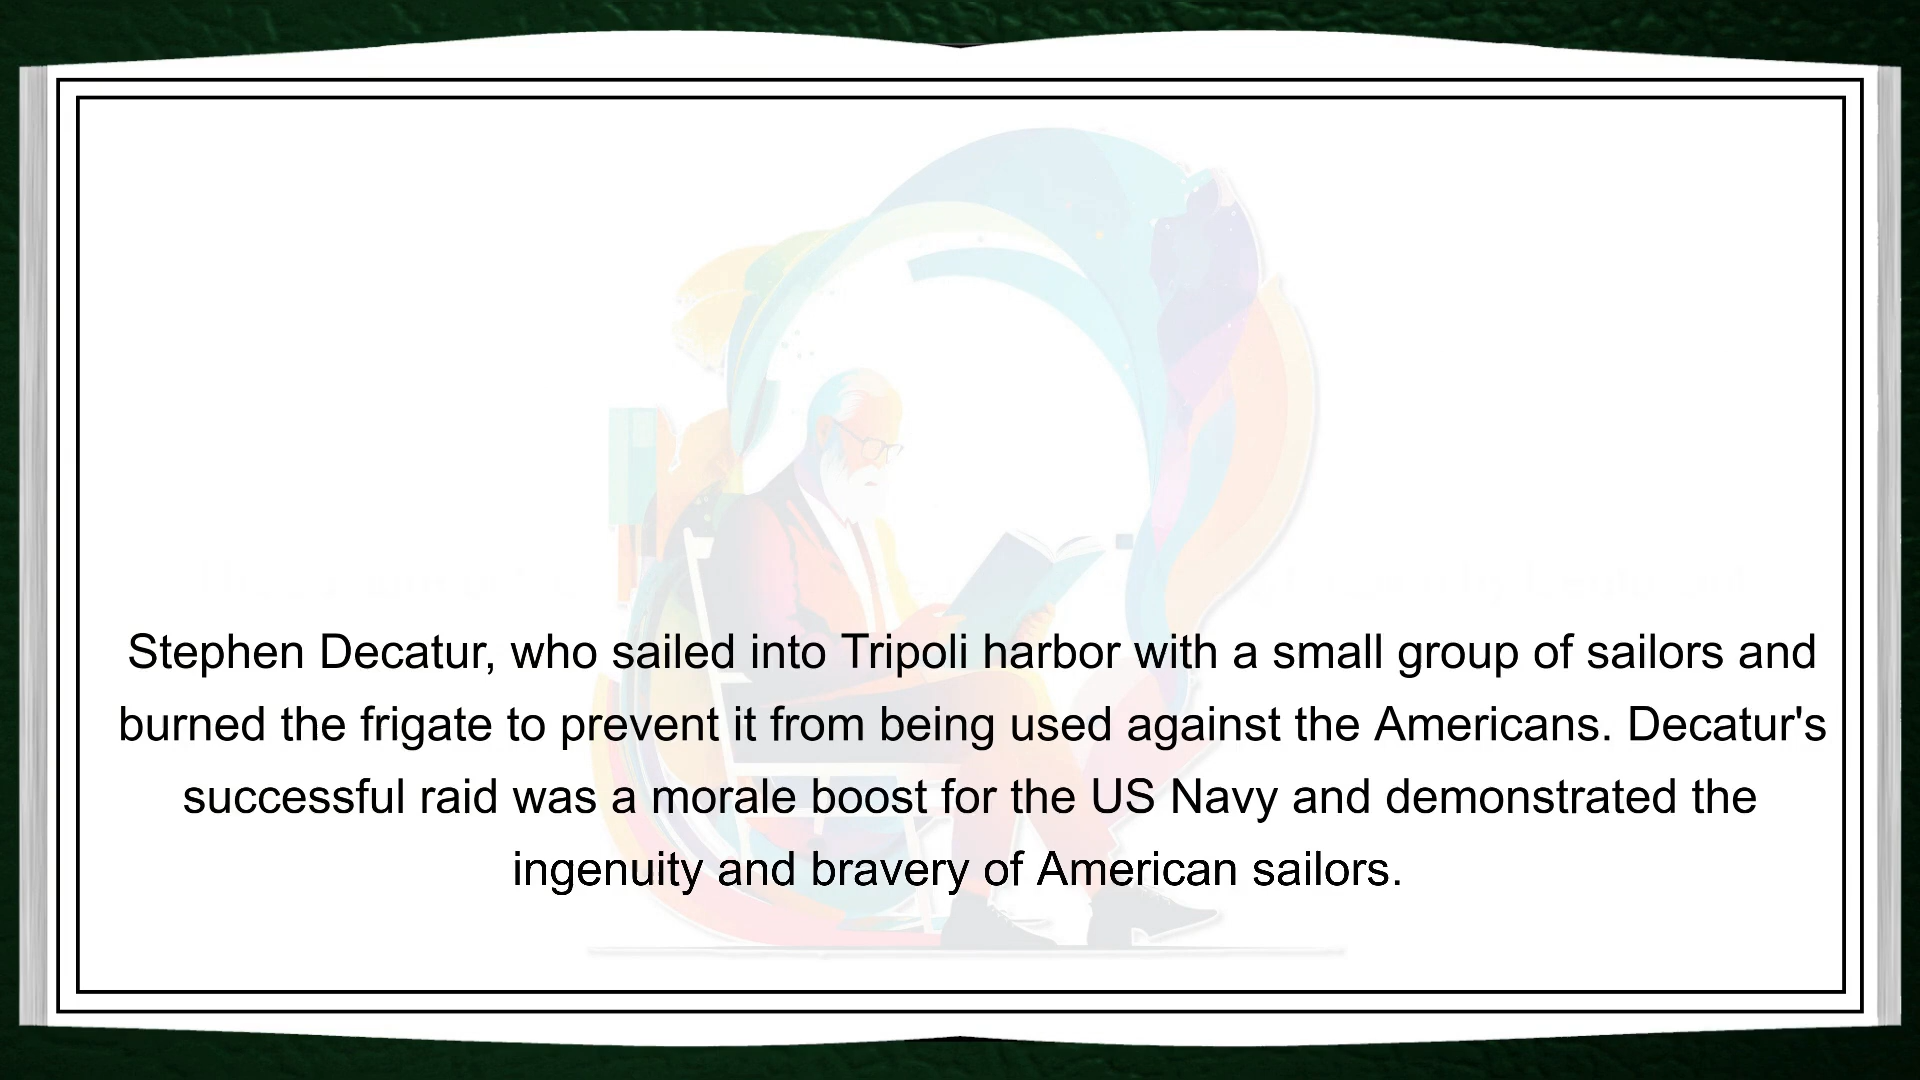 Stephen Decatur, who sailed into Tripoli harbor with a small group of sailors and
burned the frigate to prevent it from being used against the Americans. Decatur's
successful raid was a morale boost for the US Navy and demonstrated the
ingenuity and bravery of American sailors.